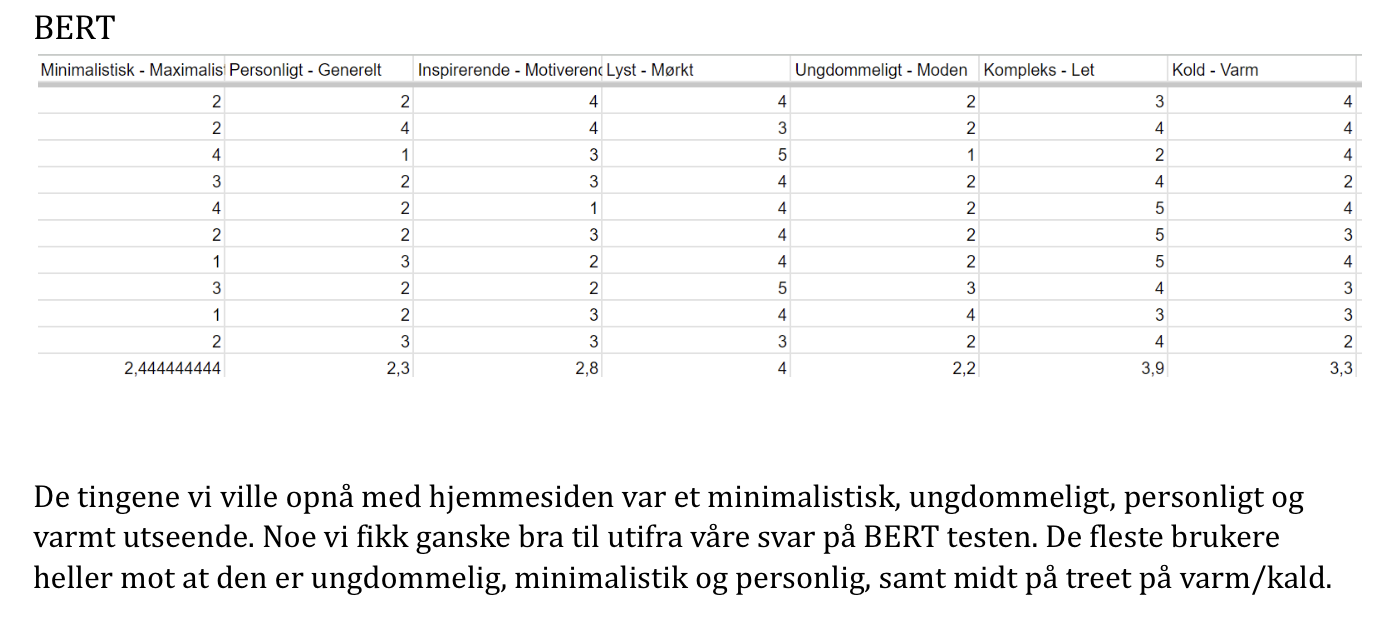 BERT
Minimalistisk - Maximalis Personligt - Generelt Inspirerende - Motiverend Lyst - Mørkt Ungdommeligt - Moden Kompleks - Let Kold - Varm
2 2 4 4 2 3 4
2 4 4 3 2 4 4
4 1 3 5 1 2 4
3 2 3 4 2 4 2
4 2 1 4 2 5 4
2 2 3 4 2 5 3
1 3 2 4 2 5 4
3 2 2 5 3 4 3
1 2 3 4 4 3 3
2 3 3 3 2 4 2
2,444444444 2,3 2,8 4 2,2 3,9 3,3
De tingene vi ville opnå med hjemmesiden var et minimalistisk, ungdommeligt, personligt og
varmt utseende. Noe vi fikk ganske bra til utifra våre svar på BERT testen. De fleste brukere
heller mot at den er ungdommelig, minimalistik og personlig, samt midt på treet på varm/kald.